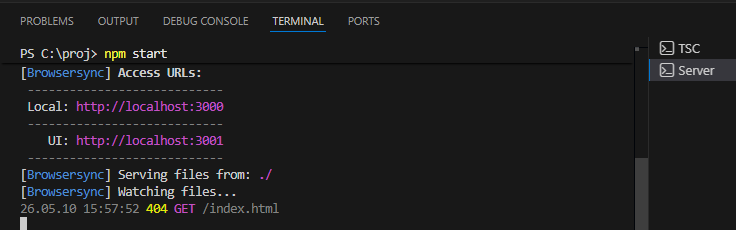 PROBLEMS OUTPUT DEBUG CONSOLE TERMINAL PORTS
PS C:\proj> npm start
[Browsersync] Access URLs:
-----------------------------
Local: http://localhost:3000
-----------------------------
UI: http://localhost:3001
-----------------------------
[Browsersync] Serving files from: ./
[Browsersync] Watching files...
26.05.10 15:57:52 404 GET /index.html
TSC
Server